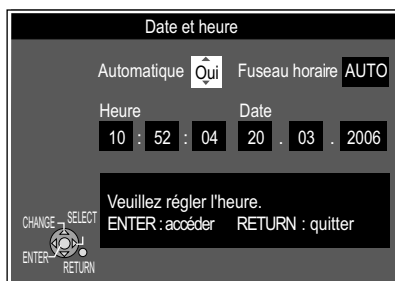 Date et heure
Automatique Oui Fuseau horaire AUTO
Heure Date
10 : 52 : 04 20 . 03 . 2006
Veuillez régler l'heure.
ENTER : accéder RETURN : quitter
CHANGE SELECT
ENTER
RETURN